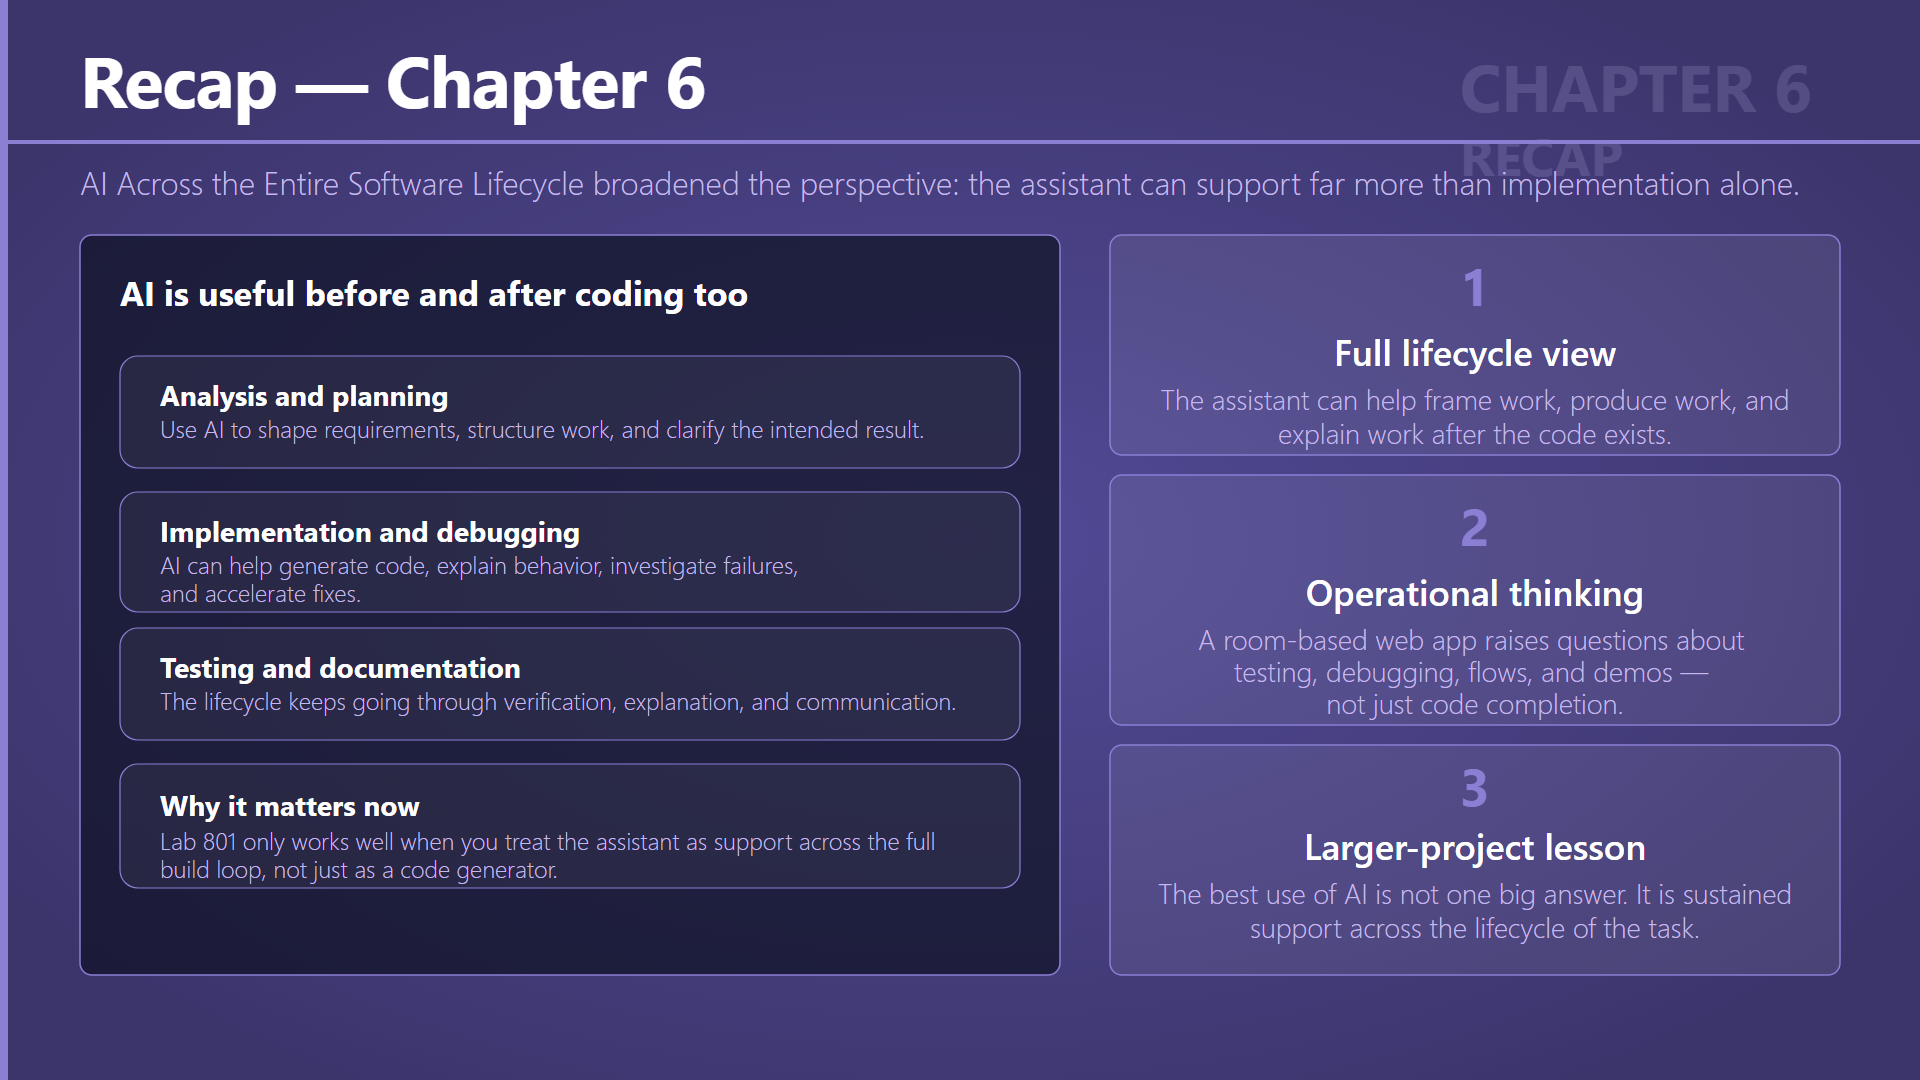 Recap — Chapter 6
CHAPTER 6
RECAP
AI Across the Entire Software Lifecycle broadened the perspective: the assistant can support far more than implementation alone.
AI is useful before and after coding too
Analysis and planning
Use AI to shape requirements, structure work, and clarify the intended result.
Implementation and debugging
AI can help generate code, explain behavior, investigate failures,
and accelerate fixes.
Testing and documentation
The lifecycle keeps going through verification, explanation, and communication.
Why it matters now
Lab 801 only works well when you treat the assistant as support across the full
build loop, not just as a code generator.
1
Full lifecycle view
The assistant can help frame work, produce work, and
explain work after the code exists.
2
Operational thinking
A room-based web app raises questions about
testing, debugging, flows, and demos —
not just code completion.
3
Larger-project lesson
The best use of AI is not one big answer. It is sustained
support across the lifecycle of the task.